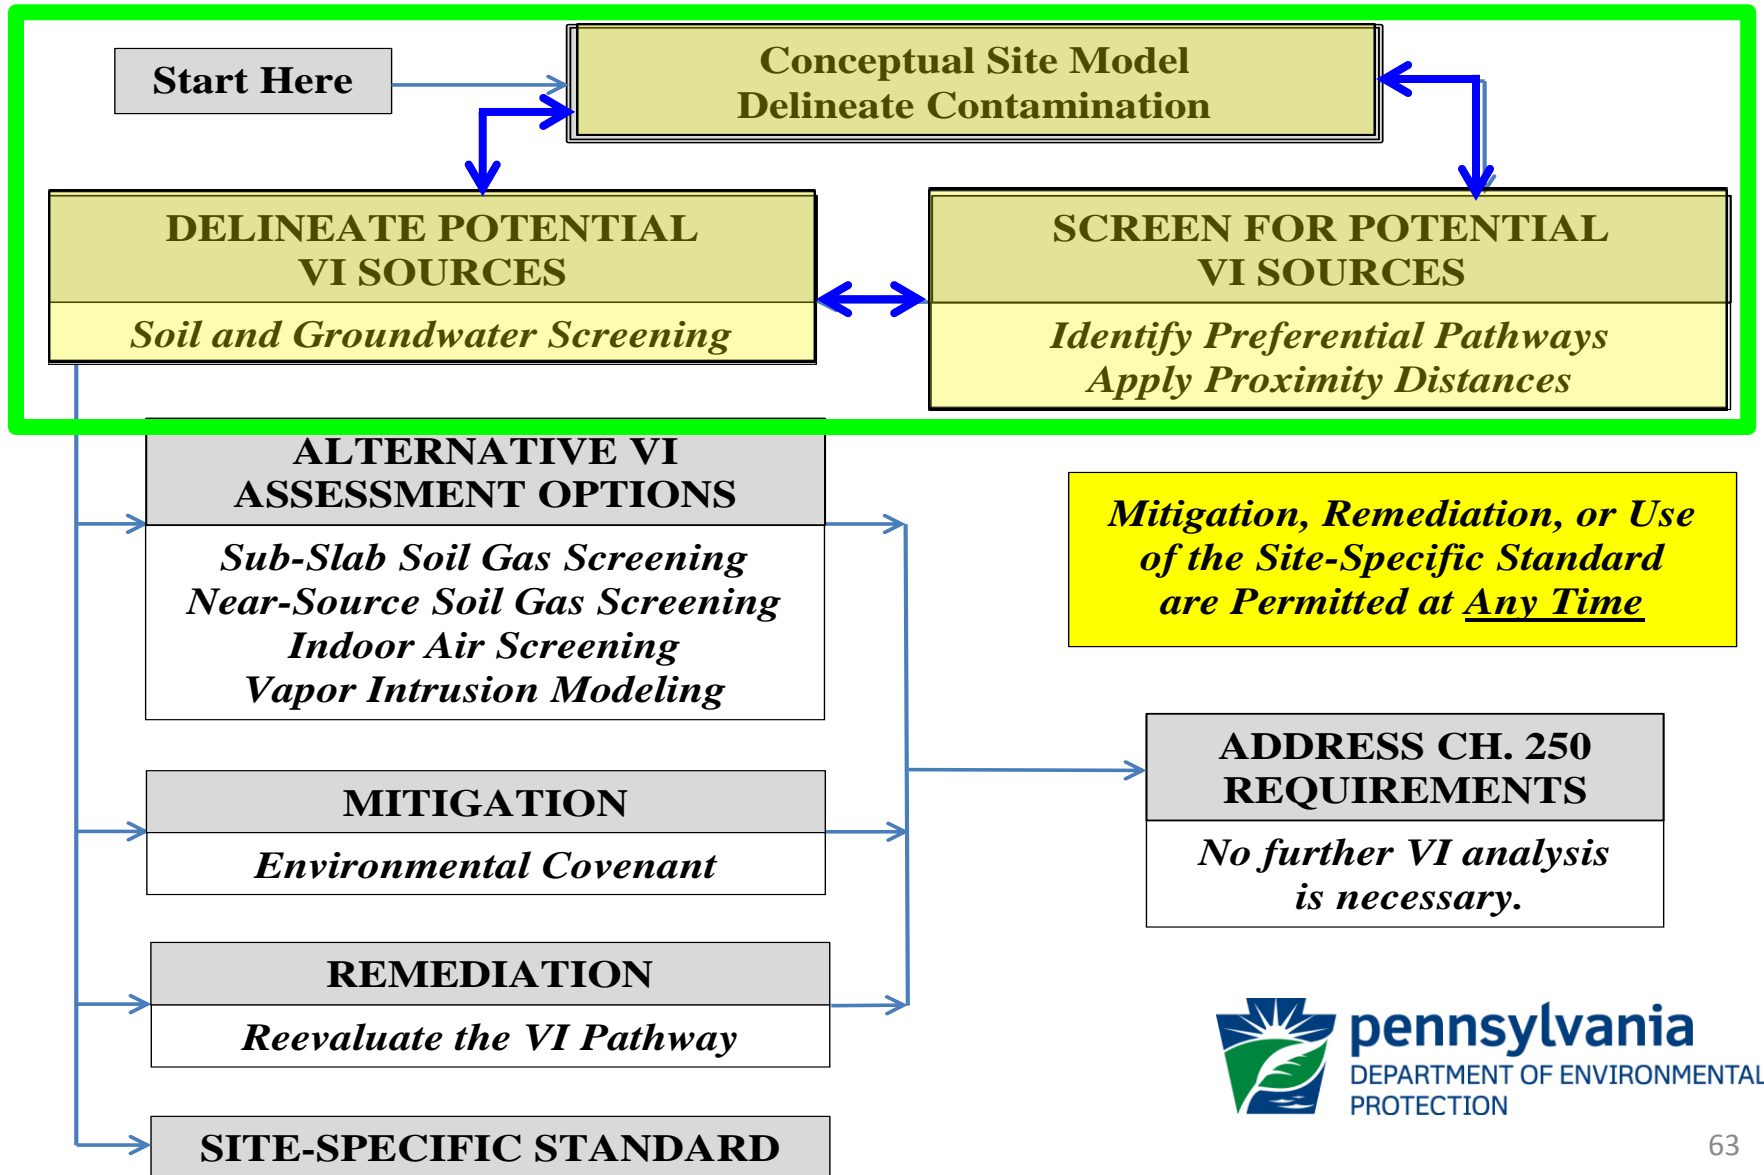 Start Here
Conceptual Site Model
Delineate Contamination
DELINEATE POTENTIAL
VI SOURCES
Soil and Groundwater Screening
SCREEN FOR POTENTIAL
VI SOURCES
Identify Preferential Pathways
Apply Proximity Distances
ALTERNATIVE VI
ASSESSMENT OPTIONS
Sub-Slab Soil Gas Screening
Near-Source Soil Gas Screening
Indoor Air Screening
Vapor Intrusion Modeling
Mitigation, Remediation, or Use
of the Site-Specific Standard
are Permitted at Any Time
MITIGATION
Environmental Covenant
ADDRESS CH. 250
REQUIREMENTS
No further VI analysis
is necessary.
REMEDIATION
Reevaluate the VI Pathway
SITE-SPECIFIC STANDARD
pennsylvania
DEPARTMENT OF ENVIRONMENTAL
PROTECTION
63